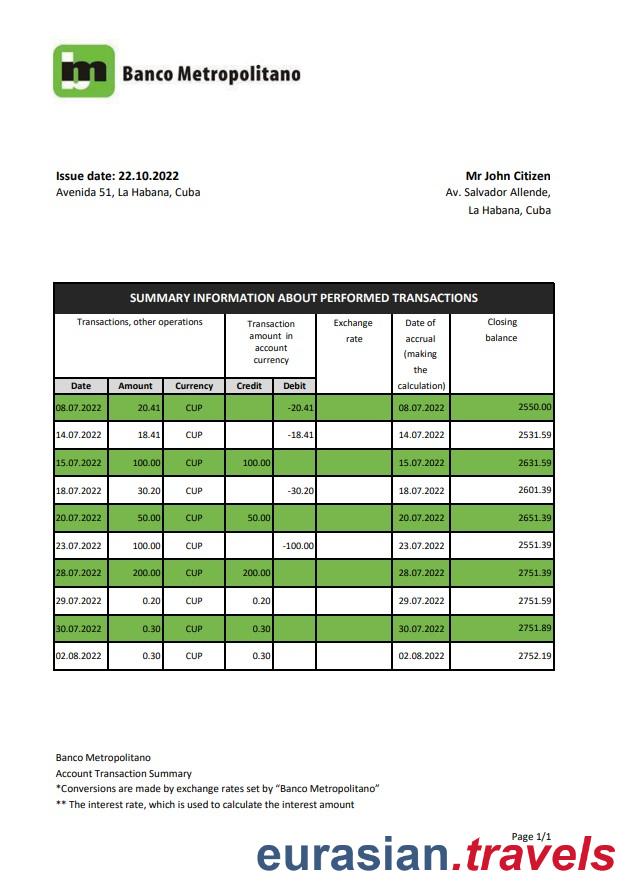 bm Banco Metropolitano
Issue date: 22.10.2022
Avenida 51, La Habana, Cuba
Mr John Citizen
Av. Salvador Allende,
La Habana, Cuba
SUMMARY INFORMATION ABOUT PERFORMED TRANSACTIONS
Transactions, other operations
Transaction
amount in
account
currency
Exchange
rate
Date of
accrual
(making
the
calculation)
Closing
balance
Date Amount Currency Credit Debit
08.07.2022 20.41 CUP -20.41 08.07.2022 2550.00
14.07.2022 18.41 CUP -18.41 14.07.2022 2531.59
15.07.2022 100.00 CUP 100.00 15.07.2022 2631.59
18.07.2022 30.20 CUP -30.20 18.07.2022 2601.39
20.07.2022 50.00 CUP 50.00 20.07.2022 2651.39
23.07.2022 100.00 CUP -100.00 23.07.2022 2551.39
28.07.2022 200.00 CUP 200.00 28.07.2022 2751.39
29.07.2022 0.20 CUP 0.20 29.07.2022 2751.59
30.07.2022 0.30 CUP 0.30 30.07.2022 2751.89
02.08.2022 0.30 CUP 0.30 02.08.2022 2752.19
Banco Metropolitano
Account Transaction Summary
*Conversions are made by exchange rates set by “Banco Metropolitano”
** The interest rate, which is used to calculate the interest amount
Page 1/1
eurasian.travels